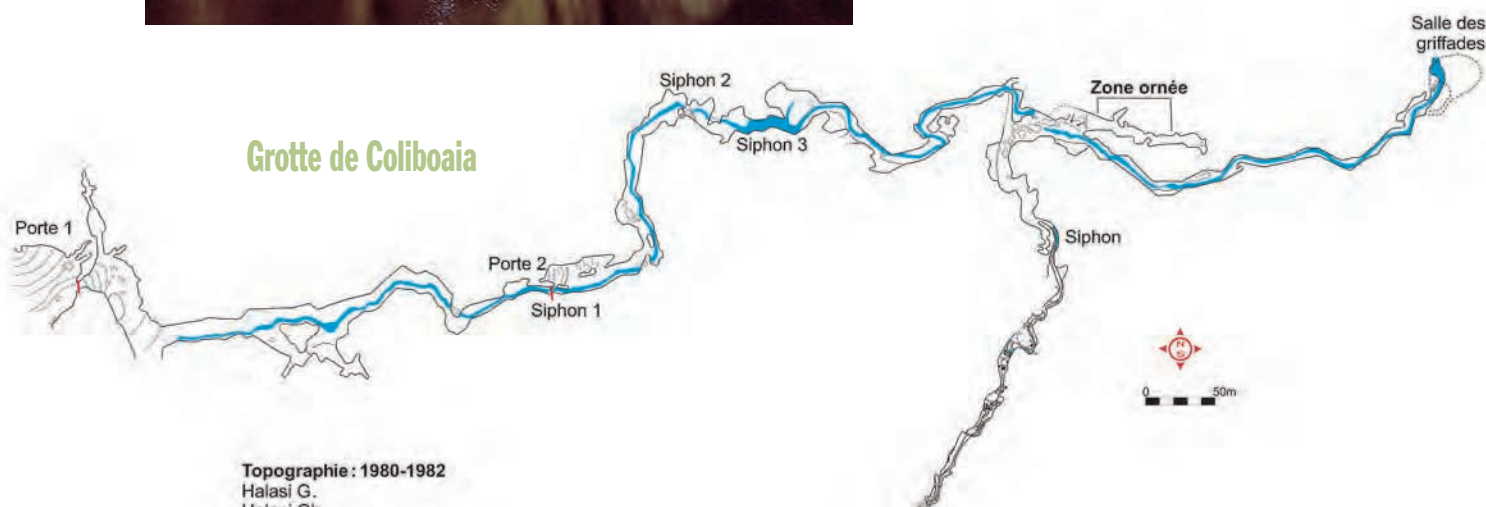 Salle des
griffades
Siphon 2
Zone ornée
Grotte de Coliboaia
Siphon 3
Porte 1
Siphon
Porte 2
Siphon 1
N
S
0 50m
Topographie : 1980-1982
Halasi G.